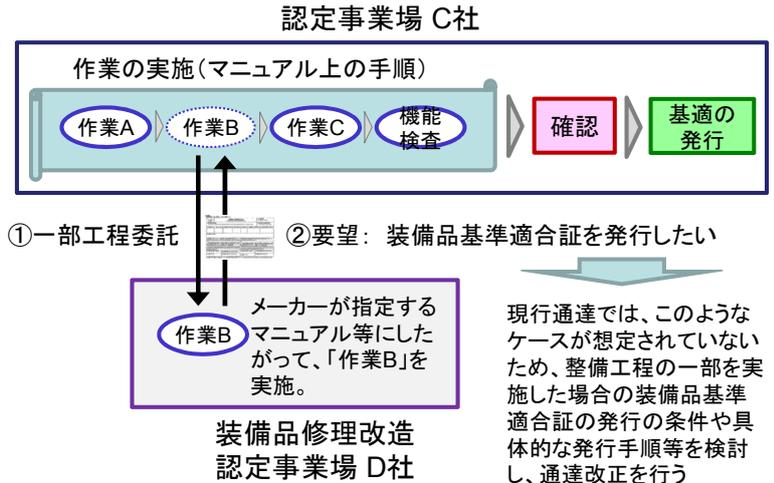 認定事業場 C社
作業の実施(マニュアル上の手順)
作業A
作業B
作業C
機能
検査
確認
基適の
発行
①一部工程委託
②要望： 装備品基準適合証を発行したい
作業B
メーカーが指定する
マニュアル等にした
がって、「作業B」を
実施。
装備品修理改造
認定事業場 D社
現行通達では、このような
ケースが想定されていない
ため、整備工程の一部を実
施した場合の装備品基準
適合証の発行の条件や具
体的な発行手順等を検討
し、通達改正を行う